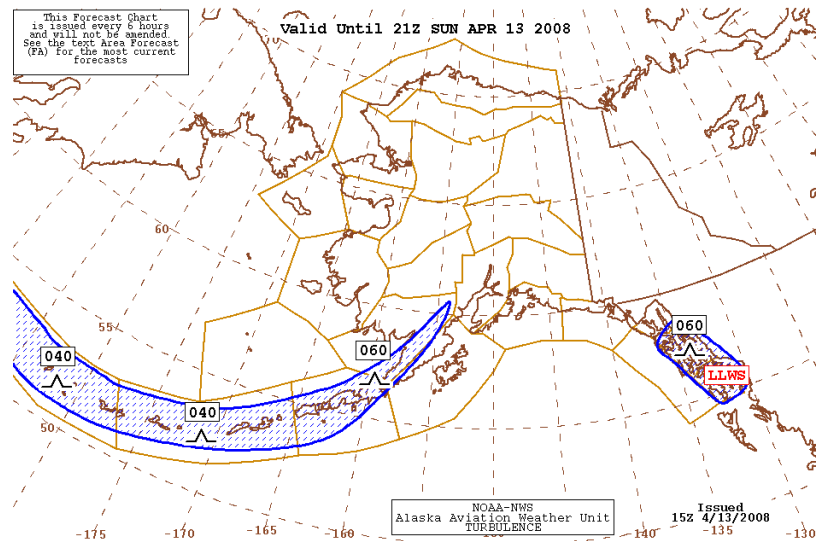 This Forecast Chart
is issued every 6 hours
and will not be amended.
See the text Area Forecast
(FA) for the most current
forecasts
Valid Until 21Z SUN APR 13 2008
65
60
55
50
040
040
060
060
LLWS
NOAA-NWS
Alaska Aviation Weather Unit
TURBULENCE
Issued
15Z 4/13/2008
-175
-170
-165
-160
-155
-145
-140
-135
-130